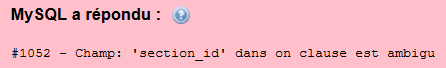 MySQL a répondu :
#1052 - Champ: 'section_id' dans on clause est ambigu